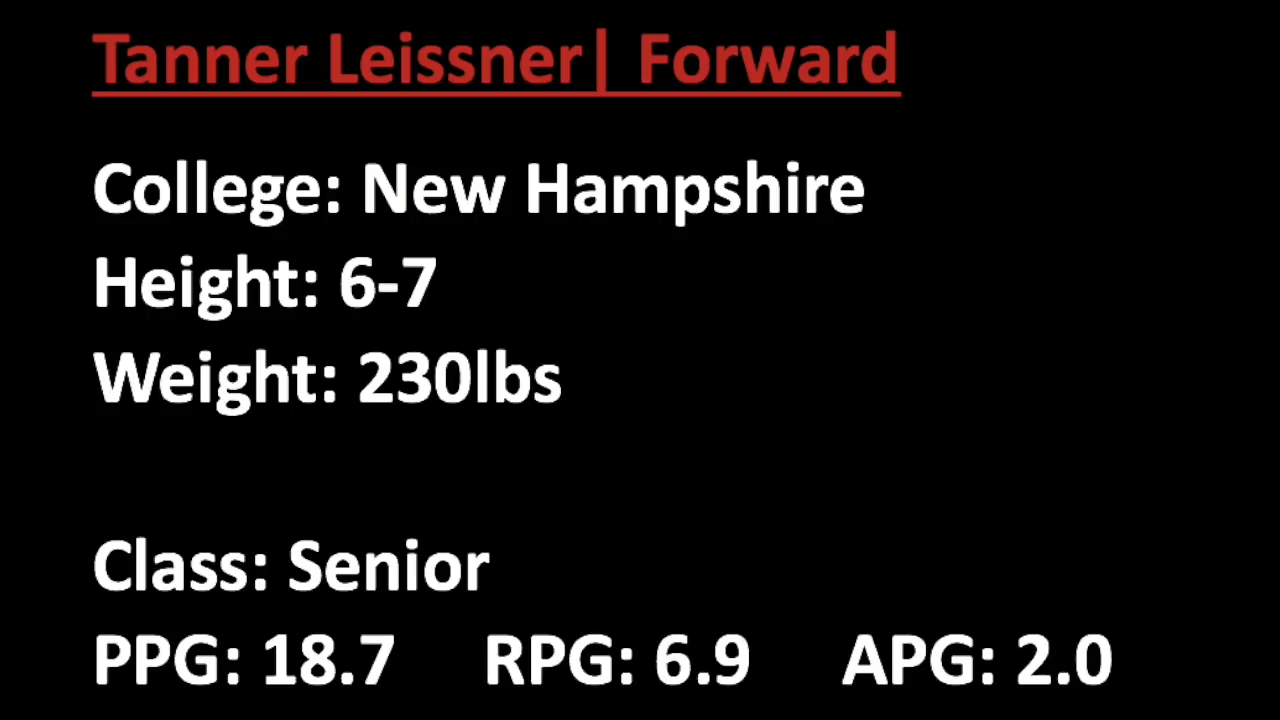 Tanner Leissner| Forward
College: New Hampshire
Height: 6-7
Weight: 230lbs
Class: Senior
PPG: 18.7 RPG: 6.9 APG: 2.0